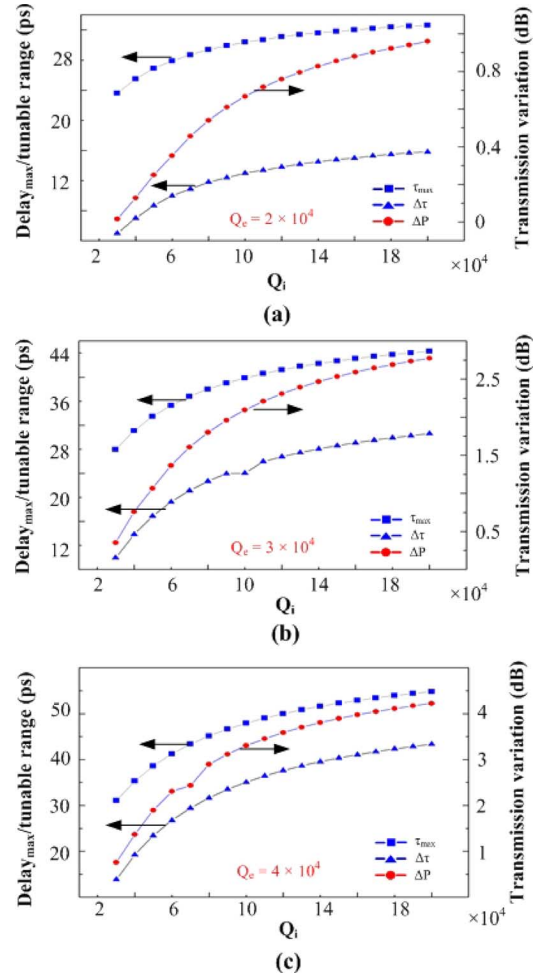 (a)
Delay_max/tunable range (ps)
28
20
12
Transmission variation (dB)
0.8
0.4
0
τ_max
Δτ
ΔP
Q_e = 2 × 10^4
2 6 10 14 18 ×10^4
Q_i
(a)
Delay_max/tunable range (ps)
44
36
28
20
12
Transmission variation (dB)
2.5
1.5
0.5
τ_max
Δτ
ΔP
Q_e = 3 × 10^4
2 6 10 14 18 ×10^4
Q_i
(b)
Delay_max/tunable range (ps)
50
40
30
20
Transmission variation (dB)
4
3
2
1
τ_max
Δτ
ΔP
Q_e = 4 × 10^4
2 6 10 14 18 ×10^4
Q_i
(c)